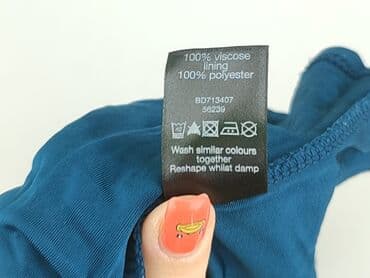 100% viscose
lining
100% polyester
BD713407
56239
Wash similar colours
together
Reshape whilst damp